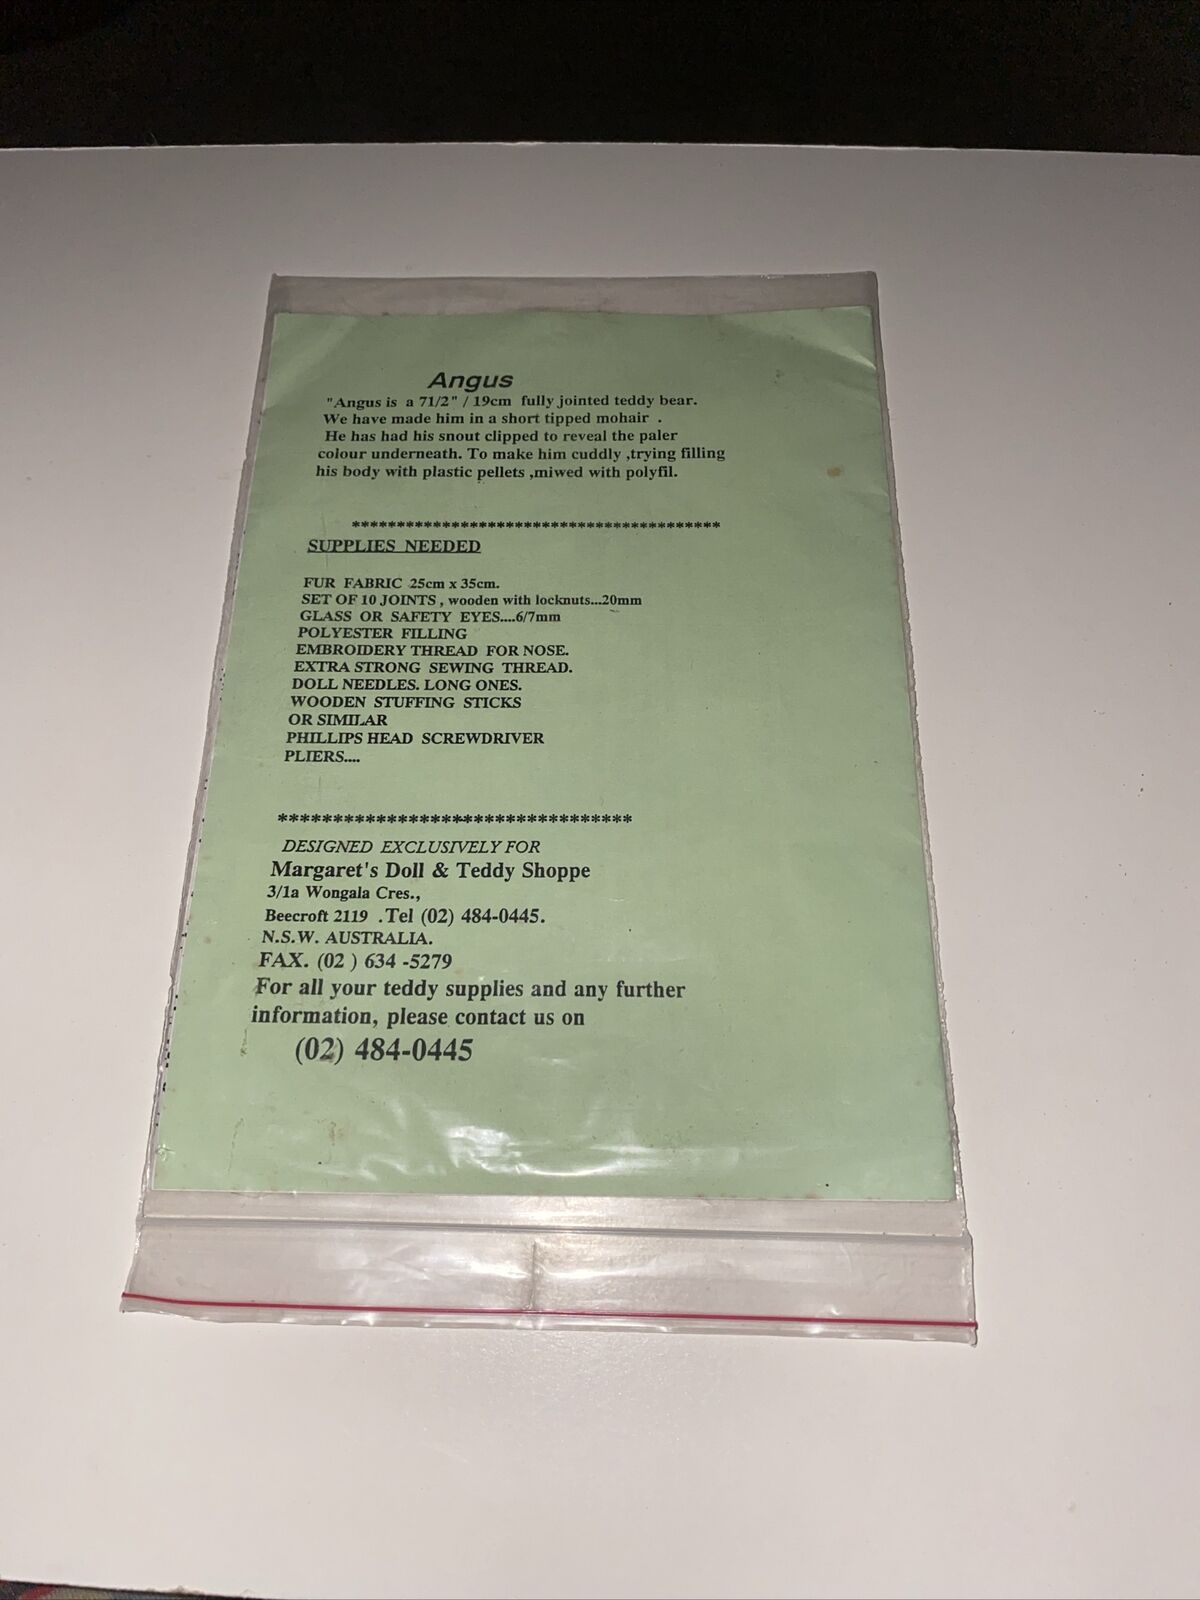 Angus
"Angus is a 71/2" / 19cm fully jointed teddy bear.
We have made him in a short tipped mohair .
He has had his snout clipped to reveal the paler
colour underneath. To make him cuddly ,trying filling
his body with plastic pellets ,miwed with polyfil.
*****************************************
SUPPLIES NEEDED
FUR FABRIC 25cm x 35cm.
SET OF 10 JOINTS , wooden with locknuts...20mm
GLASS OR SAFETY EYES....6/7mm
POLYESTER FILLING
EMBROIDERY THREAD FOR NOSE.
EXTRA STRONG SEWING THREAD.
DOLL NEEDLES. LONG ONES.
WOODEN STUFFING STICKS
OR SIMILAR
PHILLIPS HEAD SCREWDRIVER
PLIERS....
*********************************
DESIGNED EXCLUSIVELY FOR
Margaret's Doll & Teddy Shoppe
3/1a Wongala Cres.,
Beecroft 2119 .Tel (02) 484-0445.
N.S.W. AUSTRALIA.
FAX. (02 ) 634 -5279
For all your teddy supplies and any further
information, please contact us on
(02) 484-0445